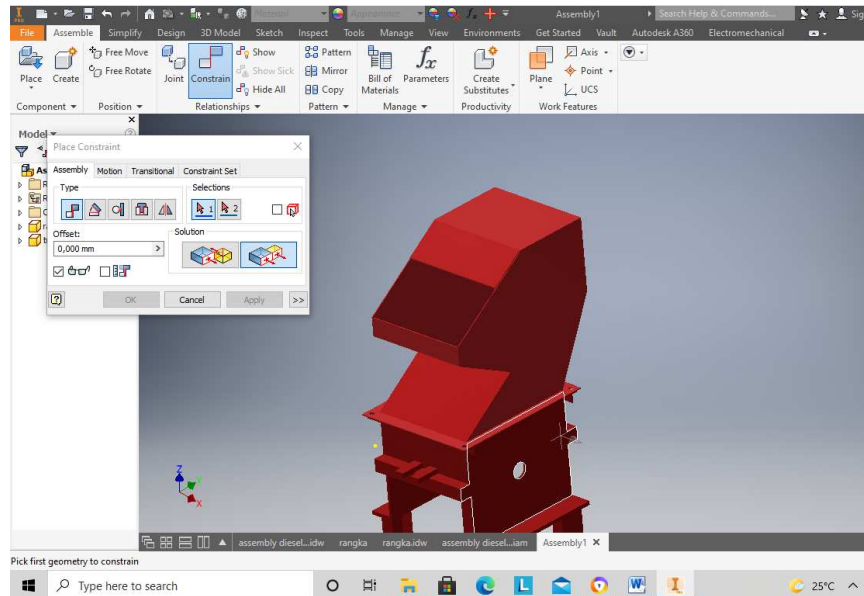 PRO
Material
Appearance
Assembly1
Search Help & Commands...
Sig
File Assemble Simplify Design 3D Model Sketch Inspect Tools Manage View Environments Get Started Vault Autodesk A360 Electromechanical
Free Move
Free Rotate
Place
Create
Joint
Constrain
Show
Show Sick
Hide All
Pattern
Mirror
Copy
Bill of
Materials
Parameters
Create
Substitutes
Plane
Axis
Point
UCS
Component Position Relationships Pattern Manage Productivity Work Features
Model
Place Constraint
Assembly Motion Transitional Constraint Set
Type
Selections
1 2
Offset:
0,000 mm
Solution
OK Cancel Apply >>
As
R
R
Z
Y
X
assembly diesel...idw rangka rangka.idw assembly diesel...iam Assembly1
Pick first geometry to constrain
Type here to search
25°C